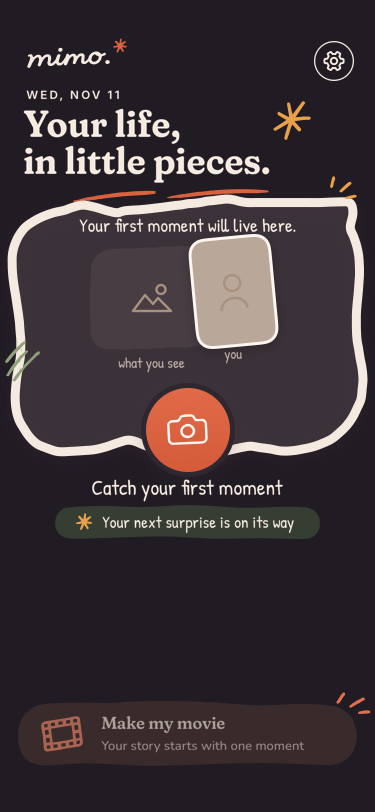 mimo.
WED, NOV 11
Your life,
in little pieces.
Your first moment will live here.
what you see
you
Catch your first moment
Your next surprise is on its way
Make my movie
Your story starts with one moment